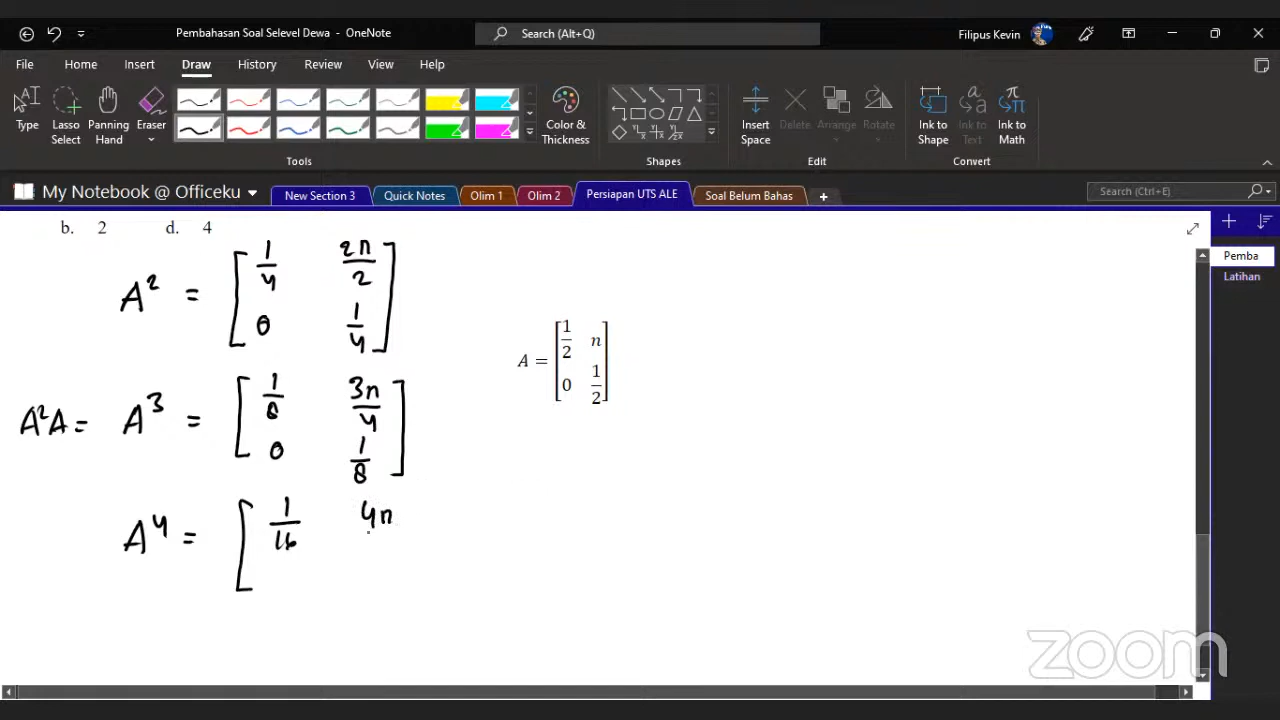 Pembahasan Soal Selevel Dewa - OneNote
Search (Alt+Q)
Filipus Kevin
File Home Insert Draw History Review View Help
Type
Lasso Select
Panning Hand
Eraser
Color & Thickness
Insert Space
Delete
Arrange
Rotate
Ink to Shape
Ink to Text
Ink to Math
Tools
Shapes
Edit
Convert
My Notebook @ Officeku
New Section 3 Quick Notes Olim 1 Olim 2 Persiapan UTS ALE Soal Belum Bahas
Search (Ctrl+E)
Pemba
Latihan
b. 2 d. 4
A² = [ 1/4 2n/2
0 1/4 ]
A = [ 1/2 n
0 1/2 ]
A²A = A³ = [ 1/8 3n/4
0 1/8 ]
A⁴ = [ 1/16 4n
zoom